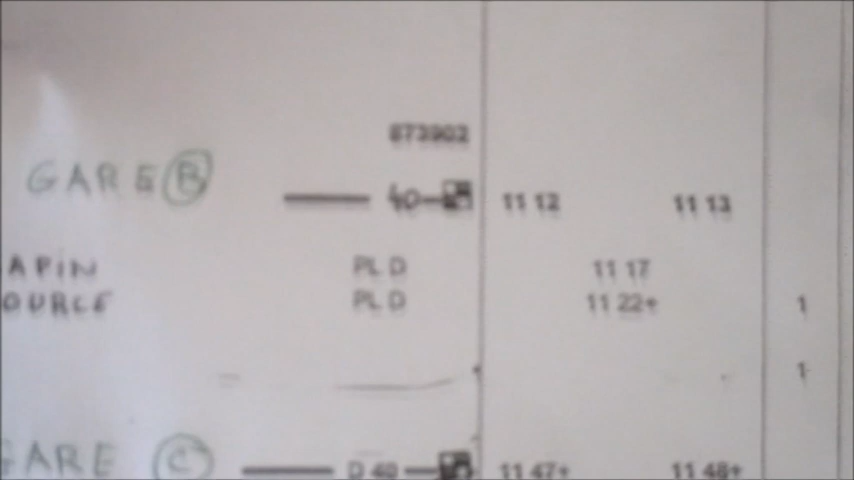 873902
GARE B 40 11 12 11 13
APIN PL D 11 17
OURCE PL D 11 22+ 1
1
GARE C D 40 11 47+ 11 48+